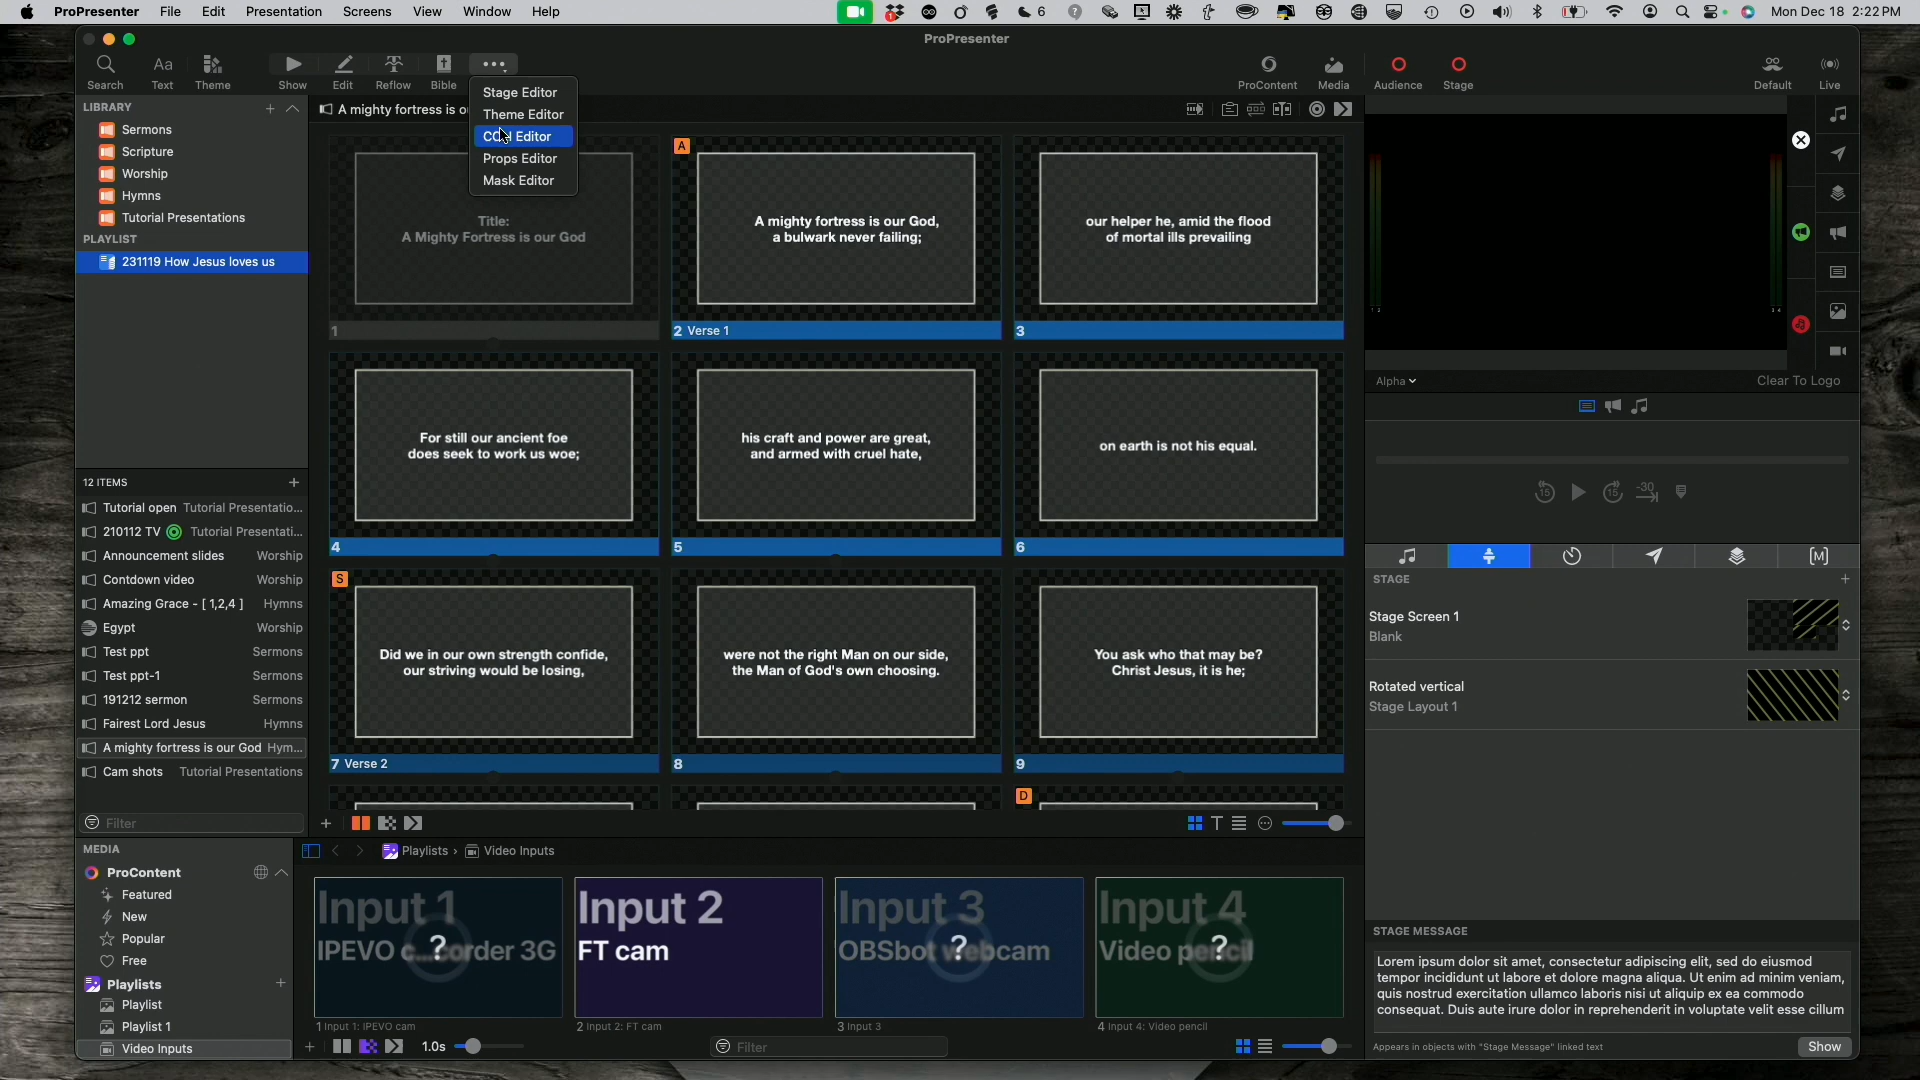 ProPresenter File Edit Presentation Screens View Window Help
6
Mon Dec 18 2:22 PM
ProPresenter
Search Text Theme Show Edit Reflow Bible
ProContent Media Audience Stage Default Live
Stage Editor
Theme Editor
Editor
Props Editor
Mask Editor
LIBRARY
Sermons
Scripture
Worship
Hymns
Tutorial Presentations
PLAYLIST
231119 How Jesus loves us
12 ITEMS
Tutorial open Tutorial Presentatio...
210112 TV Tutorial Presentati...
Announcement slides Worship
Contdown video Worship
Amazing Grace - [ 1,2,4 ] Hymns
Egypt Worship
Test ppt Sermons
Test ppt-1 Sermons
191212 sermon Sermons
Fairest Lord Jesus Hymns
A mighty fortress is our God Hym...
Cam shots Tutorial Presentations
Filter
A mighty fortress is
Title:
A Mighty Fortress is our God
1
A
A mighty fortress is our God,
a bulwark never failing;
2 Verse 1
our helper he, amid the flood
of mortal ills prevailing
3
For still our ancient foe
does seek to work us woe;
4
his craft and power are great,
and armed with cruel hate,
5
on earth is not his equal.
6
S
Did we in our own strength confide,
our striving would be losing,
7 Verse 2
were not the right Man on our side,
the Man of God's own choosing.
8
You ask who that may be?
Christ Jesus, it is he;
9
D
MEDIA
ProContent
Featured
New
Popular
Free
Playlists
Playlist
Playlist 1
Video Inputs
Playlists › Video Inputs
Input 1
IPEVO c...corder 3G
?
1 Input 1: IPEVO cam
Input 2
FT cam
2 Input 2: FT cam
Input 3
OBSbot webcam
?
3 Input 3
Input 4
Video pencil
?
4 Input 4: Video pencil
1.0s
Filter
Alpha
Clear To Logo
15 15 -30
[M]
STAGE
Stage Screen 1
Blank
Rotated vertical
Stage Layout 1
STAGE MESSAGE
Lorem ipsum dolor sit amet, consectetur adipiscing elit, sed do eiusmod
tempor incididunt ut labore et dolore magna aliqua. Ut enim ad minim veniam,
quis nostrud exercitation ullamco laboris nisi ut aliquip ex ea commodo
consequat. Duis aute irure dolor in reprehenderit in voluptate velit esse cillum
Appears in objects with "Stage Message" linked text
Show